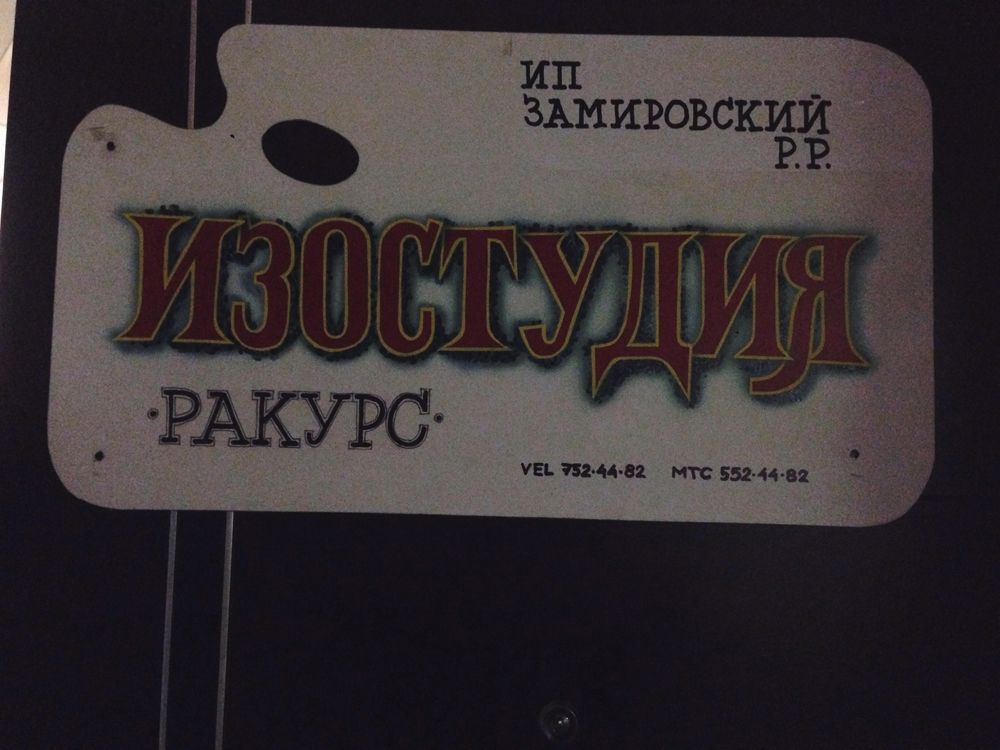 ИП
ЗАМИРОВСКИЙ
Р.Р.
ИЗОСТУДИЯ
·РАКУРС·
VEL 752·44·82 МТС 552·44·82